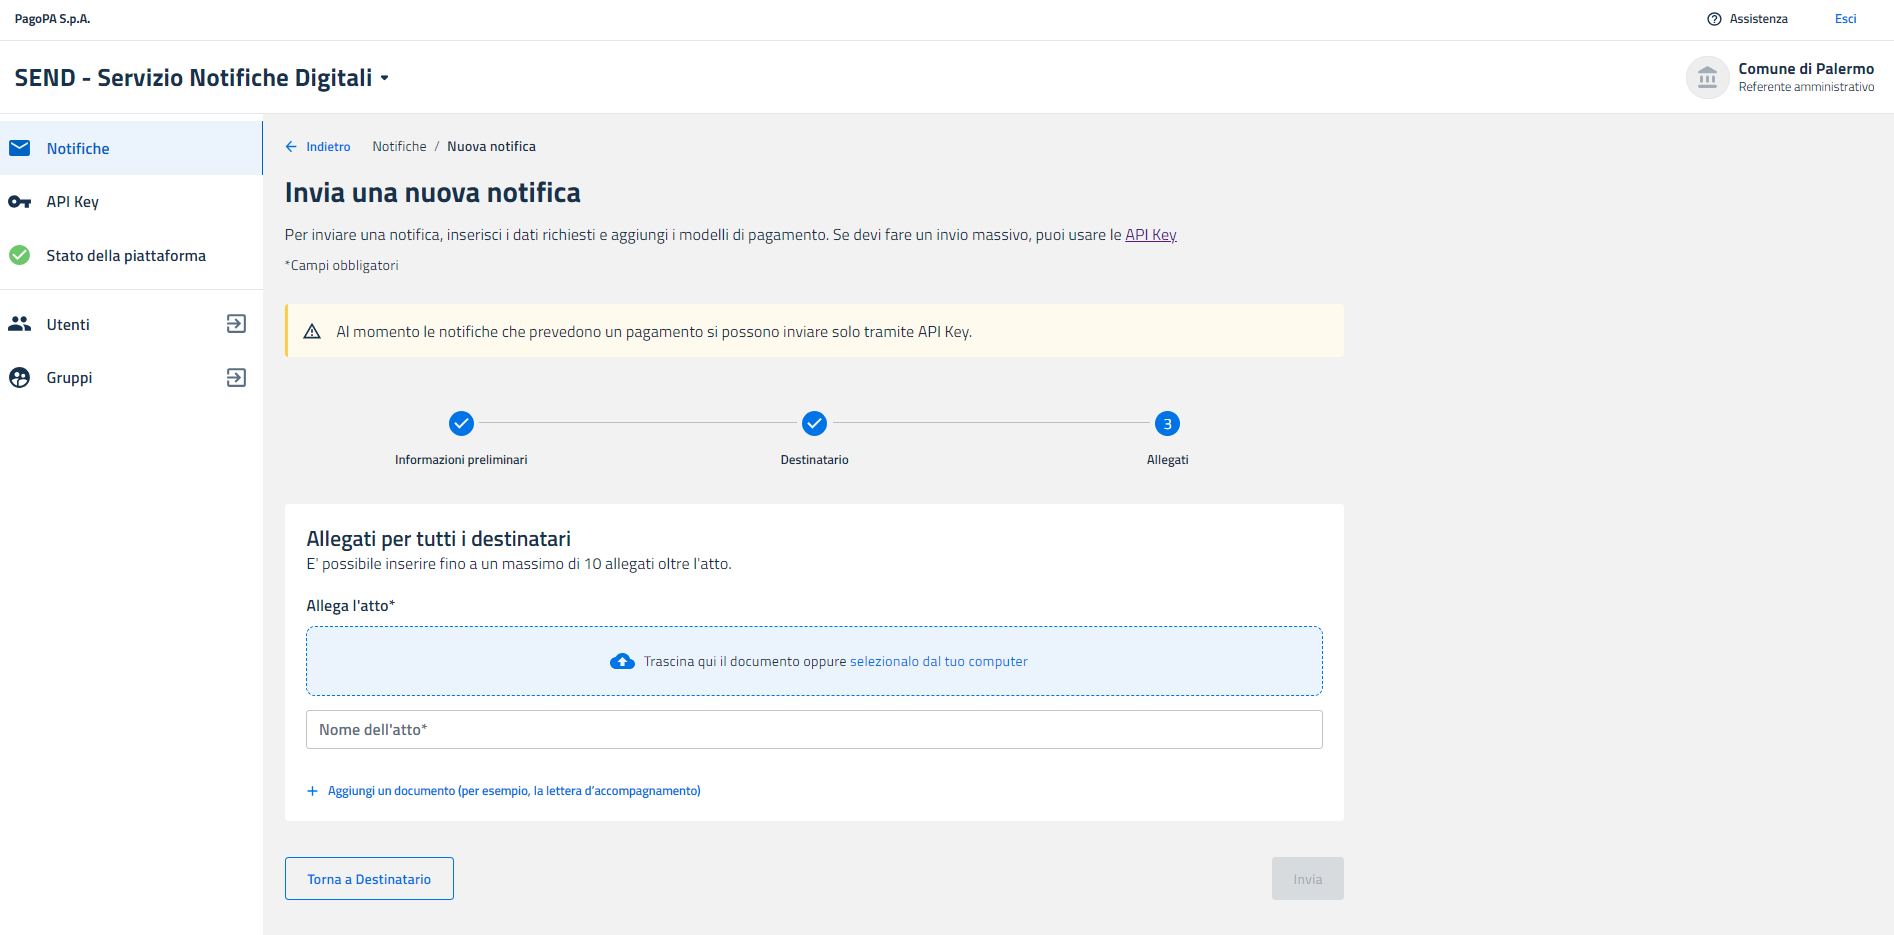 PagoPA S.p.A.
Assistenza
Esci
SEND - Servizio Notifiche Digitali
Comune di Palermo
Referente amministrativo
Notifiche
API Key
Stato della piattaforma
Utenti
Gruppi
Indietro
Notifiche / Nuova notifica
Invia una nuova notifica
Per inviare una notifica, inserisci i dati richiesti e aggiungi i modelli di pagamento. Se devi fare un invio massivo, puoi usare le API Key
*Campi obbligatori
Al momento le notifiche che prevedono un pagamento si possono inviare solo tramite API Key.
3
Informazioni preliminari
Destinatario
Allegati
Allegati per tutti i destinatari
E' possibile inserire fino a un massimo di 10 allegati oltre l'atto.
Allega l'atto*
Trascina qui il documento oppure selezionalo dal tuo computer
Nome dell'atto*
Aggiungi un documento (per esempio, la lettera d’accompagnamento)
Torna a Destinatario
Invia